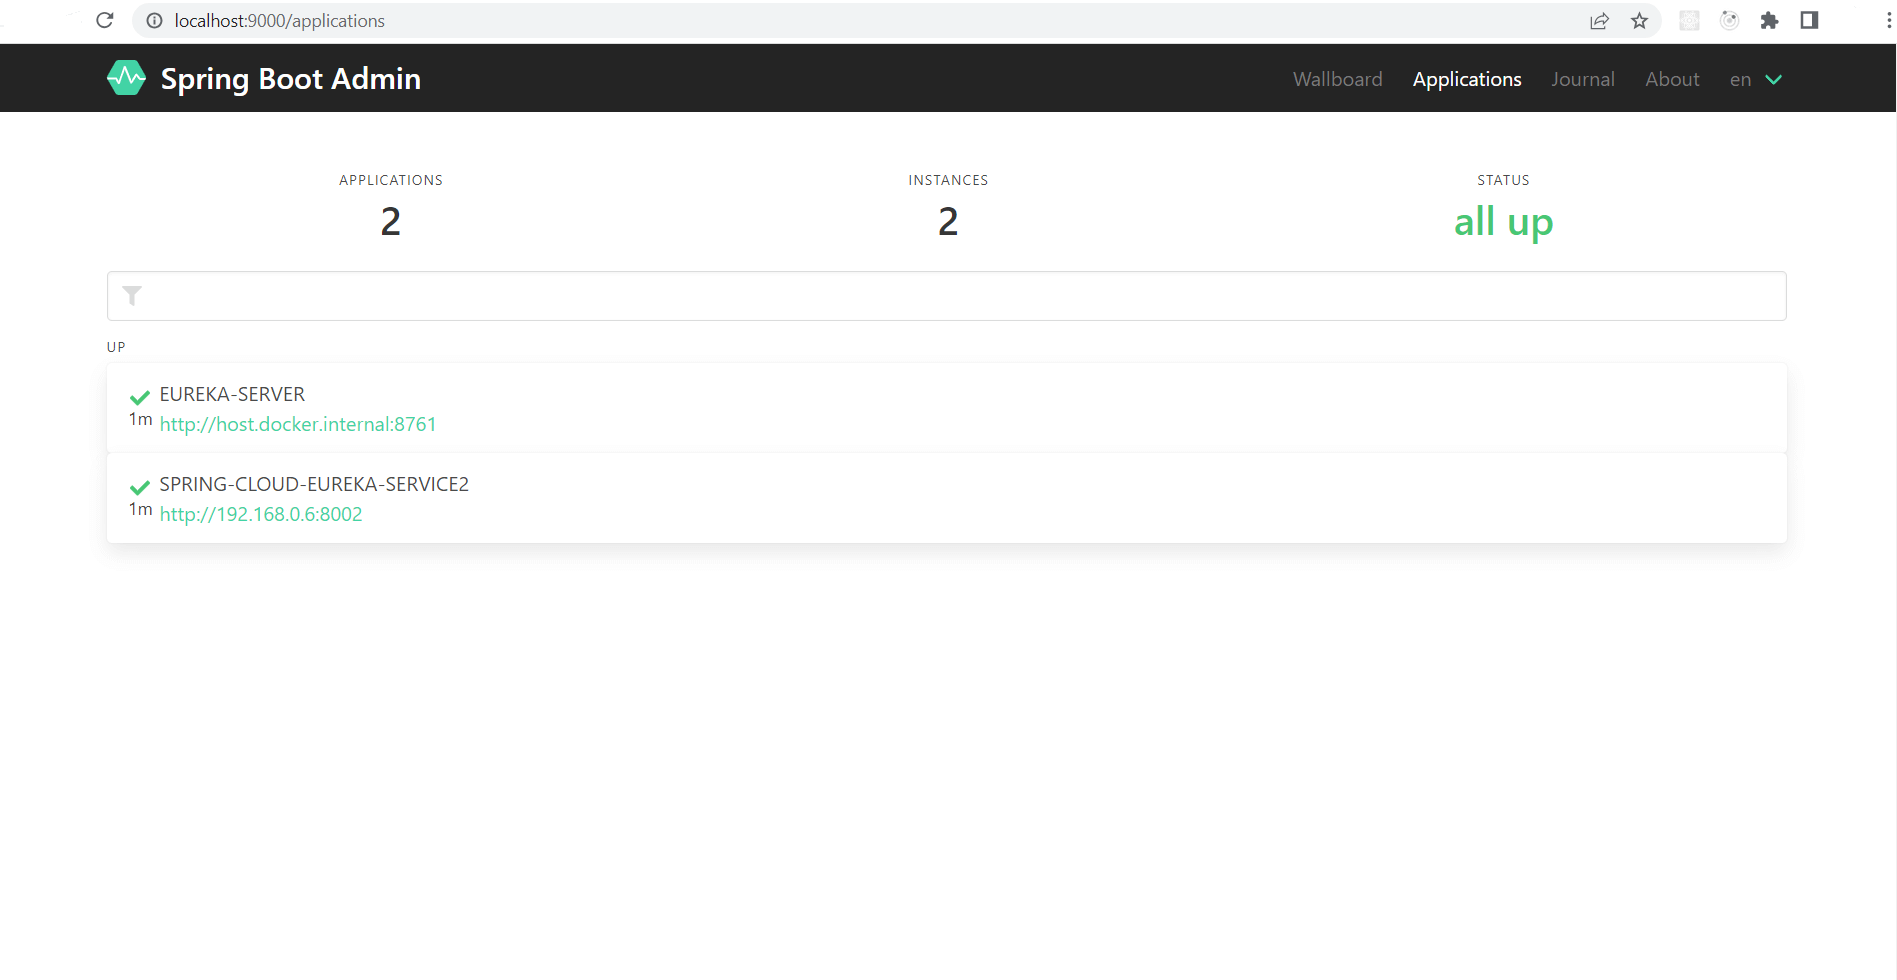 localhost:9000/applications
Spring Boot Admin
Wallboard Applications Journal About en
APPLICATIONS INSTANCES STATUS
2 2 all up
UP
EUREKA-SERVER
1m http://host.docker.internal:8761
SPRING-CLOUD-EUREKA-SERVICE2
1m http://192.168.0.6:8002